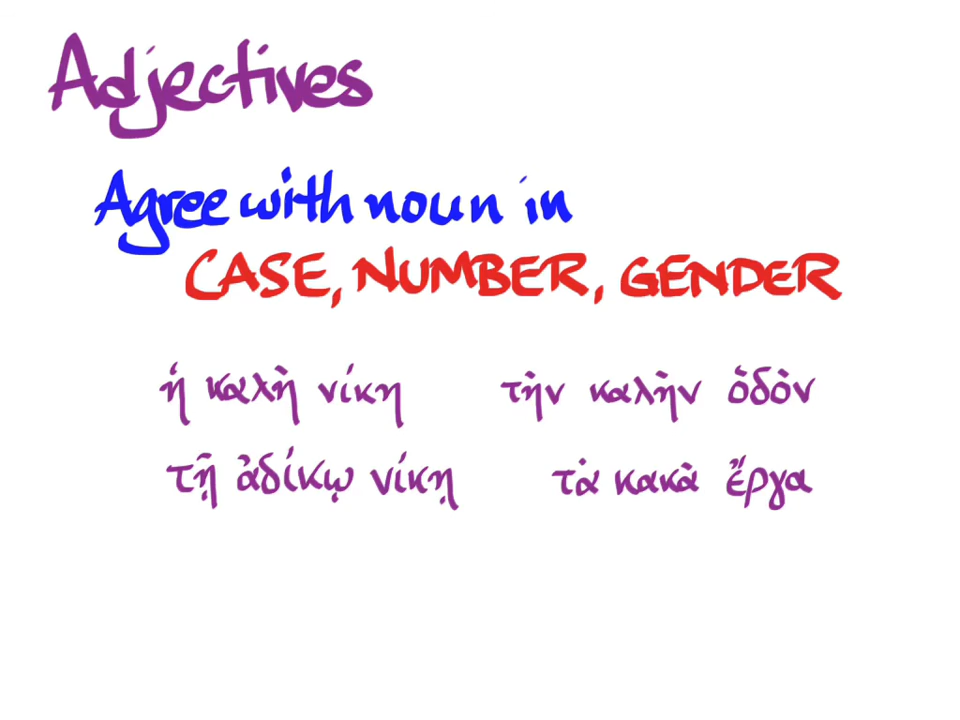 Adjectives
Agree with noun in
CASE, NUMBER, GENDER
ἡ καλὴ νίκη τὴν καλὴν ὁδὸν
τῇ ἀδίκῳ νίκῃ τὰ κακὰ ἔργα